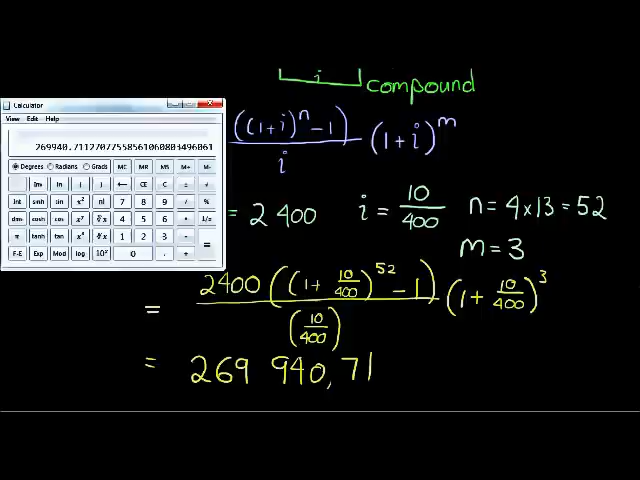 i
compound
Calculator
View Edit Help
269940,71127077558561060803496061
Degrees Radians Grads MC MR MS M+ M-
Inv ln ( ) ← CE C ± √
Int sinh sin x² n! 7 8 9 / %
dms cosh cos xʸ ʸ√x 4 5 6 * 1/x
π tanh tan x³ ³√x 1 2 3 - =
F-E Exp Mod log 10ˣ 0 , +
((1+i)ⁿ -1) / i (1+i)ᵐ
= 2 400 i = 10/400 n = 4×13 = 52
m = 3
= 2400 ((1 + 10/400)⁵² - 1) / (10/400) (1 + 10/400)³
= 269 940,71